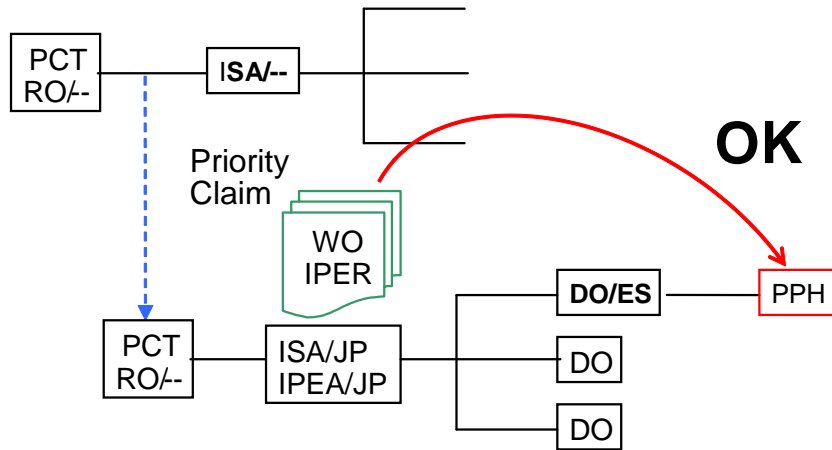 PCT
RO/--
ISA/--
OK
Priority
Claim
WO
IPER
DO/ES
PPH
PCT
RO/--
ISA/JP
IPEA/JP
DO
DO